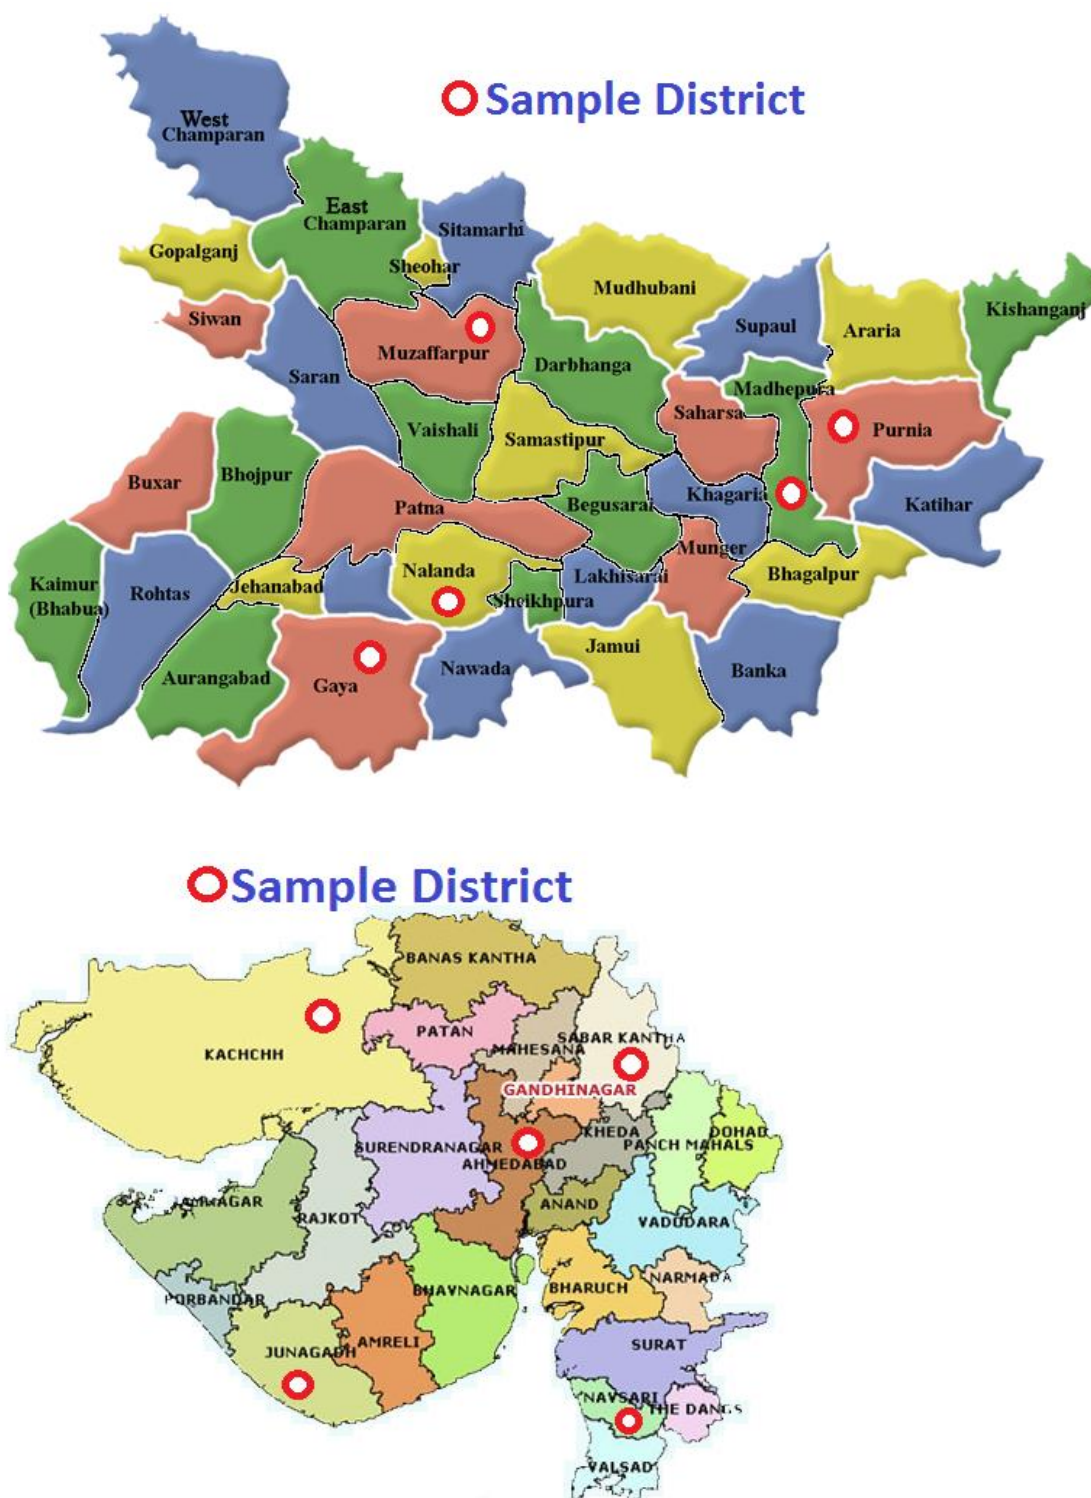 Sample District
West
Champaran
East
Champaran
Sitamarhi
Gopalganj
Sheohar
Mudhubani
Kishanganj
Siwan
Supaul
Araria
Muzaffarpur
Darbhanga
Saran
Madhepura
Saharsa
Vaishali
Samastipur
Purnia
Buxar
Bhojpur
Patna
Begusarai
Khagaria
Katihar
Munger
Kaimur
(Bhabua)
Rohtas
Jehanabad
Nalanda
Lakhisarai
Bhagalpur
Sheikhpura
Aurangabad
Gaya
Nawada
Jamui
Banka
Sample District
BANAS KANTHA
PATAN
SABAR KANTHA
MAHESANA
KACHCHH
GANDHINAGAR
SURENDRANAGAR
KHEDA
DOHAD
PANCH MAHALS
AHMEDABAD
JAMNAGAR
RAJKOT
ANAND
VADODARA
PORBANDAR
BHAVNAGAR
BHARUCH
NARMADA
JUNAGADH
AMRELI
SURAT
NAVSARI
THE DANGS
VALSAD